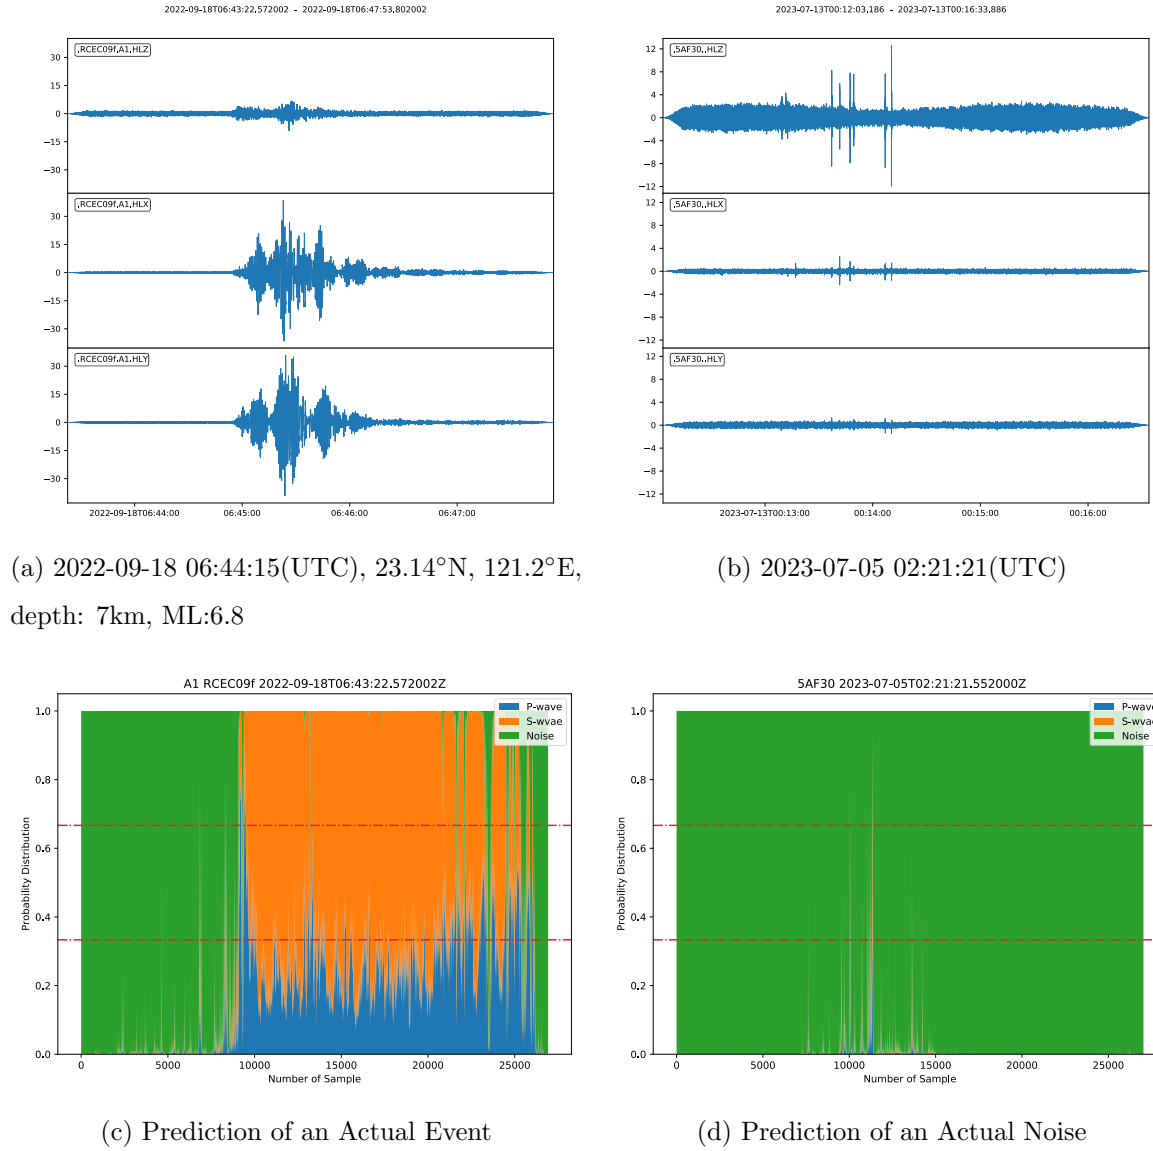 2022-09-18T06:43:22.572002 - 2022-09-18T06:47:53.802002
30
15
0
−15
−30
.RCEC09f.A1.HLZ
30
15
0
−15
−30
.RCEC09f.A1.HLX
30
15
0
−15
−30
.RCEC09f.A1.HLY
2022-09-18T06:44:00 06:45:00 06:46:00 06:47:00
2023-07-13T00:12:03.186 - 2023-07-13T00:16:33.886
12
8
4
0
−4
−8
−12
.5AF30..HLZ
12
8
4
0
−4
−8
−12
.5AF30..HLX
12
8
4
0
−4
−8
−12
.5AF30..HLY
2023-07-13T00:13:00 00:14:00 00:15:00 00:16:00
(a) 2022-09-18 06:44:15(UTC), 23.14°N, 121.2°E,
depth: 7km, ML:6.8
(b) 2023-07-05 02:21:21(UTC)
A1 RCEC09f 2022-09-18T06:43:22.572002Z
P-wave
S-wvae
Noise
Probability Distribution
1.0
0.8
0.6
0.4
0.2
0.0
0 5000 10000 15000 20000 25000
Number of Sample
5AF30 2023-07-05T02:21:21.552000Z
P-wave
S-wvae
Noise
Probability Distribution
1.0
0.8
0.6
0.4
0.2
0.0
0 5000 10000 15000 20000 25000
Number of Sample
(c) Prediction of an Actual Event
(d) Prediction of an Actual Noise